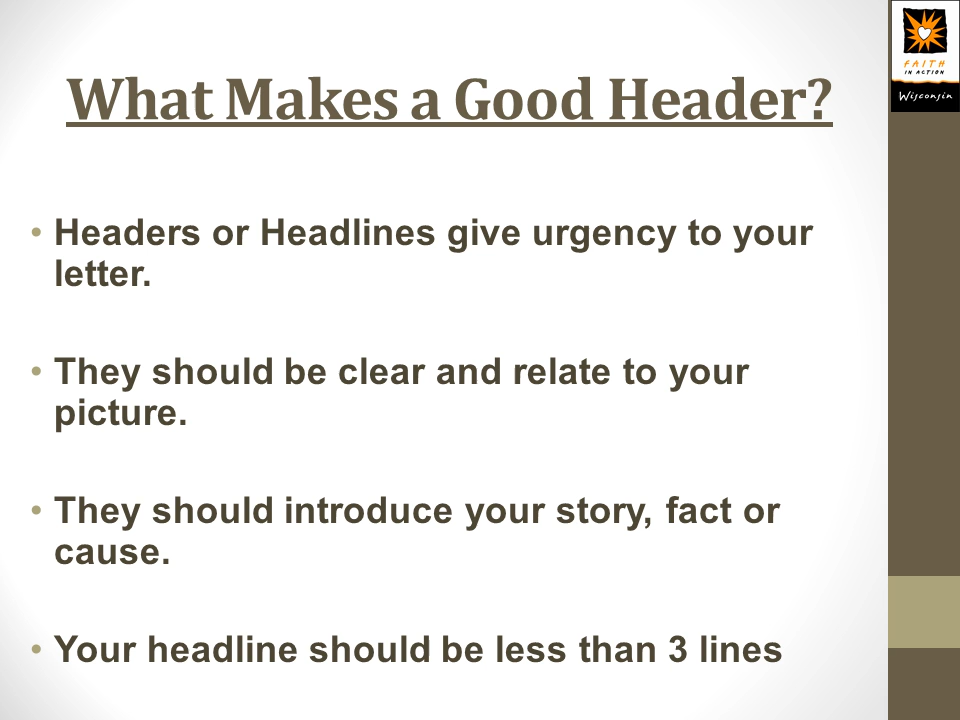 What Makes a Good Header?
FAITH
IN ACTION
Wisconsin
• Headers or Headlines give urgency to your
letter.
• They should be clear and relate to your
picture.
• They should introduce your story, fact or
cause.
• Your headline should be less than 3 lines